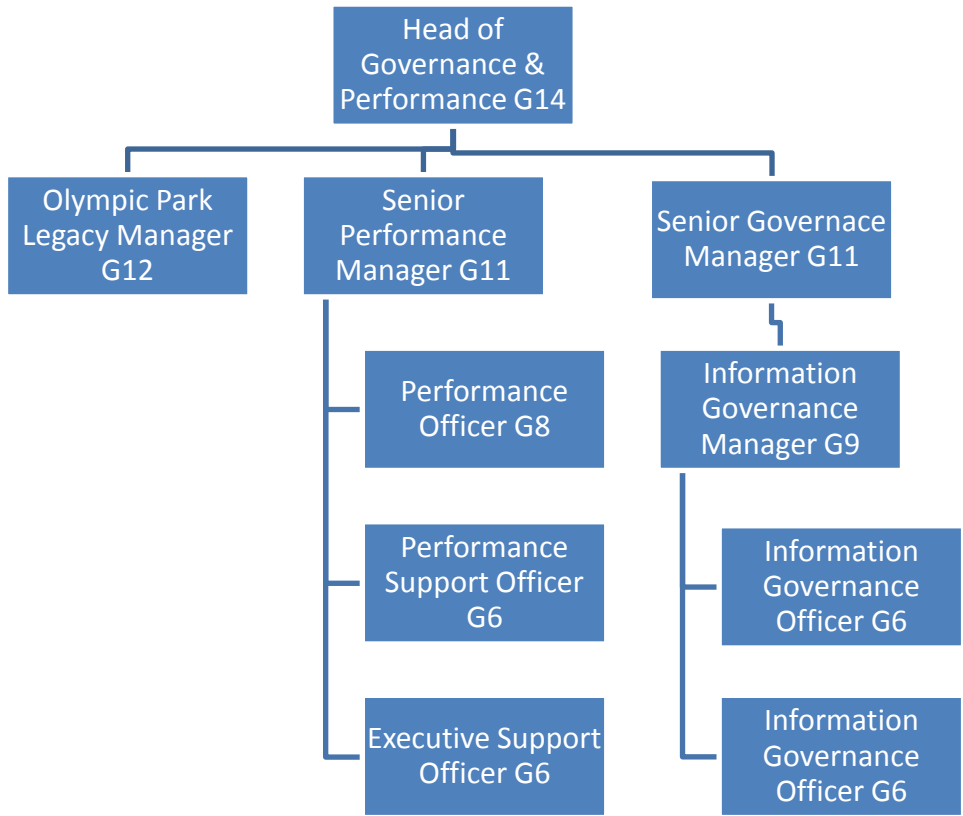 Head of
Governance &
Performance G14
Olympic Park
Legacy Manager
G12
Senior
Performance
Manager G11
Senior Governace
Manager G11
Performance
Officer G8
Information
Governance
Manager G9
Performance
Support Officer
G6
Information
Governance
Officer G6
Executive Support
Officer G6
Information
Governance
Officer G6